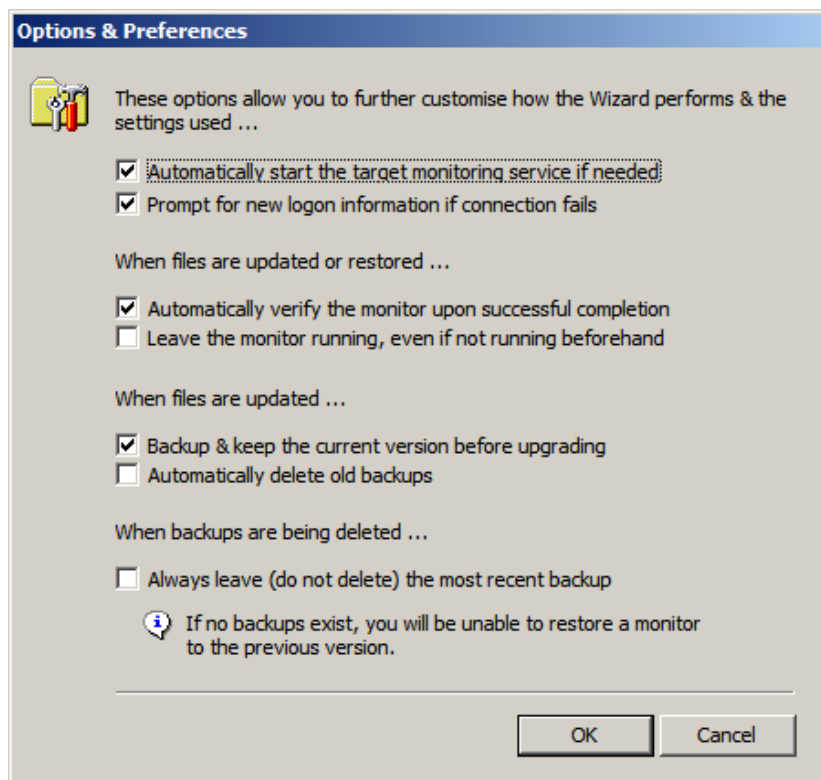 Options & Preferences
These options allow you to further customise how the Wizard performs & the
settings used ...
Automatically start the target monitoring service if needed
Prompt for new logon information if connection fails
When files are updated or restored ...
Automatically verify the monitor upon successful completion
Leave the monitor running, even if not running beforehand
When files are updated ...
Backup & keep the current version before upgrading
Automatically delete old backups
When backups are being deleted ...
Always leave (do not delete) the most recent backup
If no backups exist, you will be unable to restore a monitor
to the previous version.
OK
Cancel